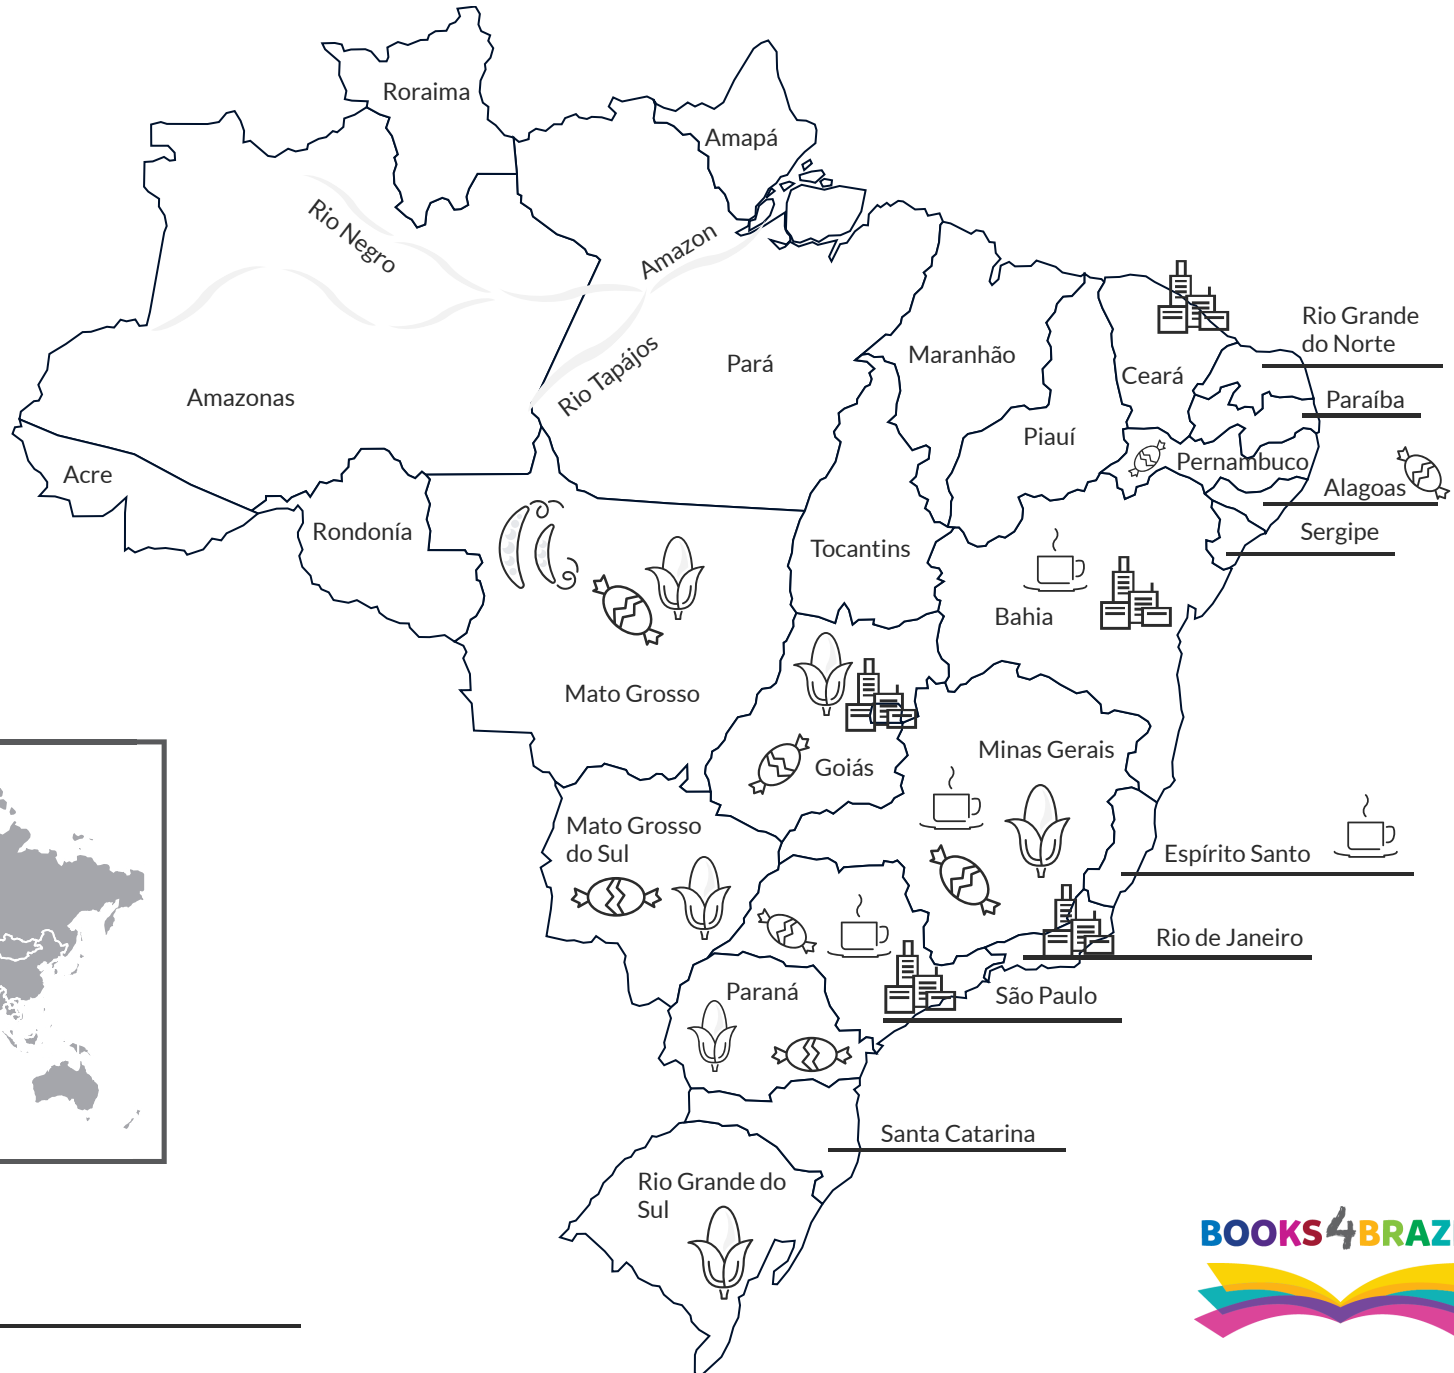 Roraima
Amapá
Rio Negro
Amazon
Rio Grande
do Norte
Maranhão
Pará
Rio Tapájos
Ceará
Amazonas
Paraíba
Piauí
Pernambuco
Acre
Alagoas
Rondonía
Sergipe
Tocantins
Bahia
Mato Grosso
Minas Gerais
Goiás
Mato Grosso
do Sul
Espírito Santo
Rio de Janeiro
Paraná
São Paulo
Santa Catarina
Rio Grande do
Sul
BOOKS4BRAZI